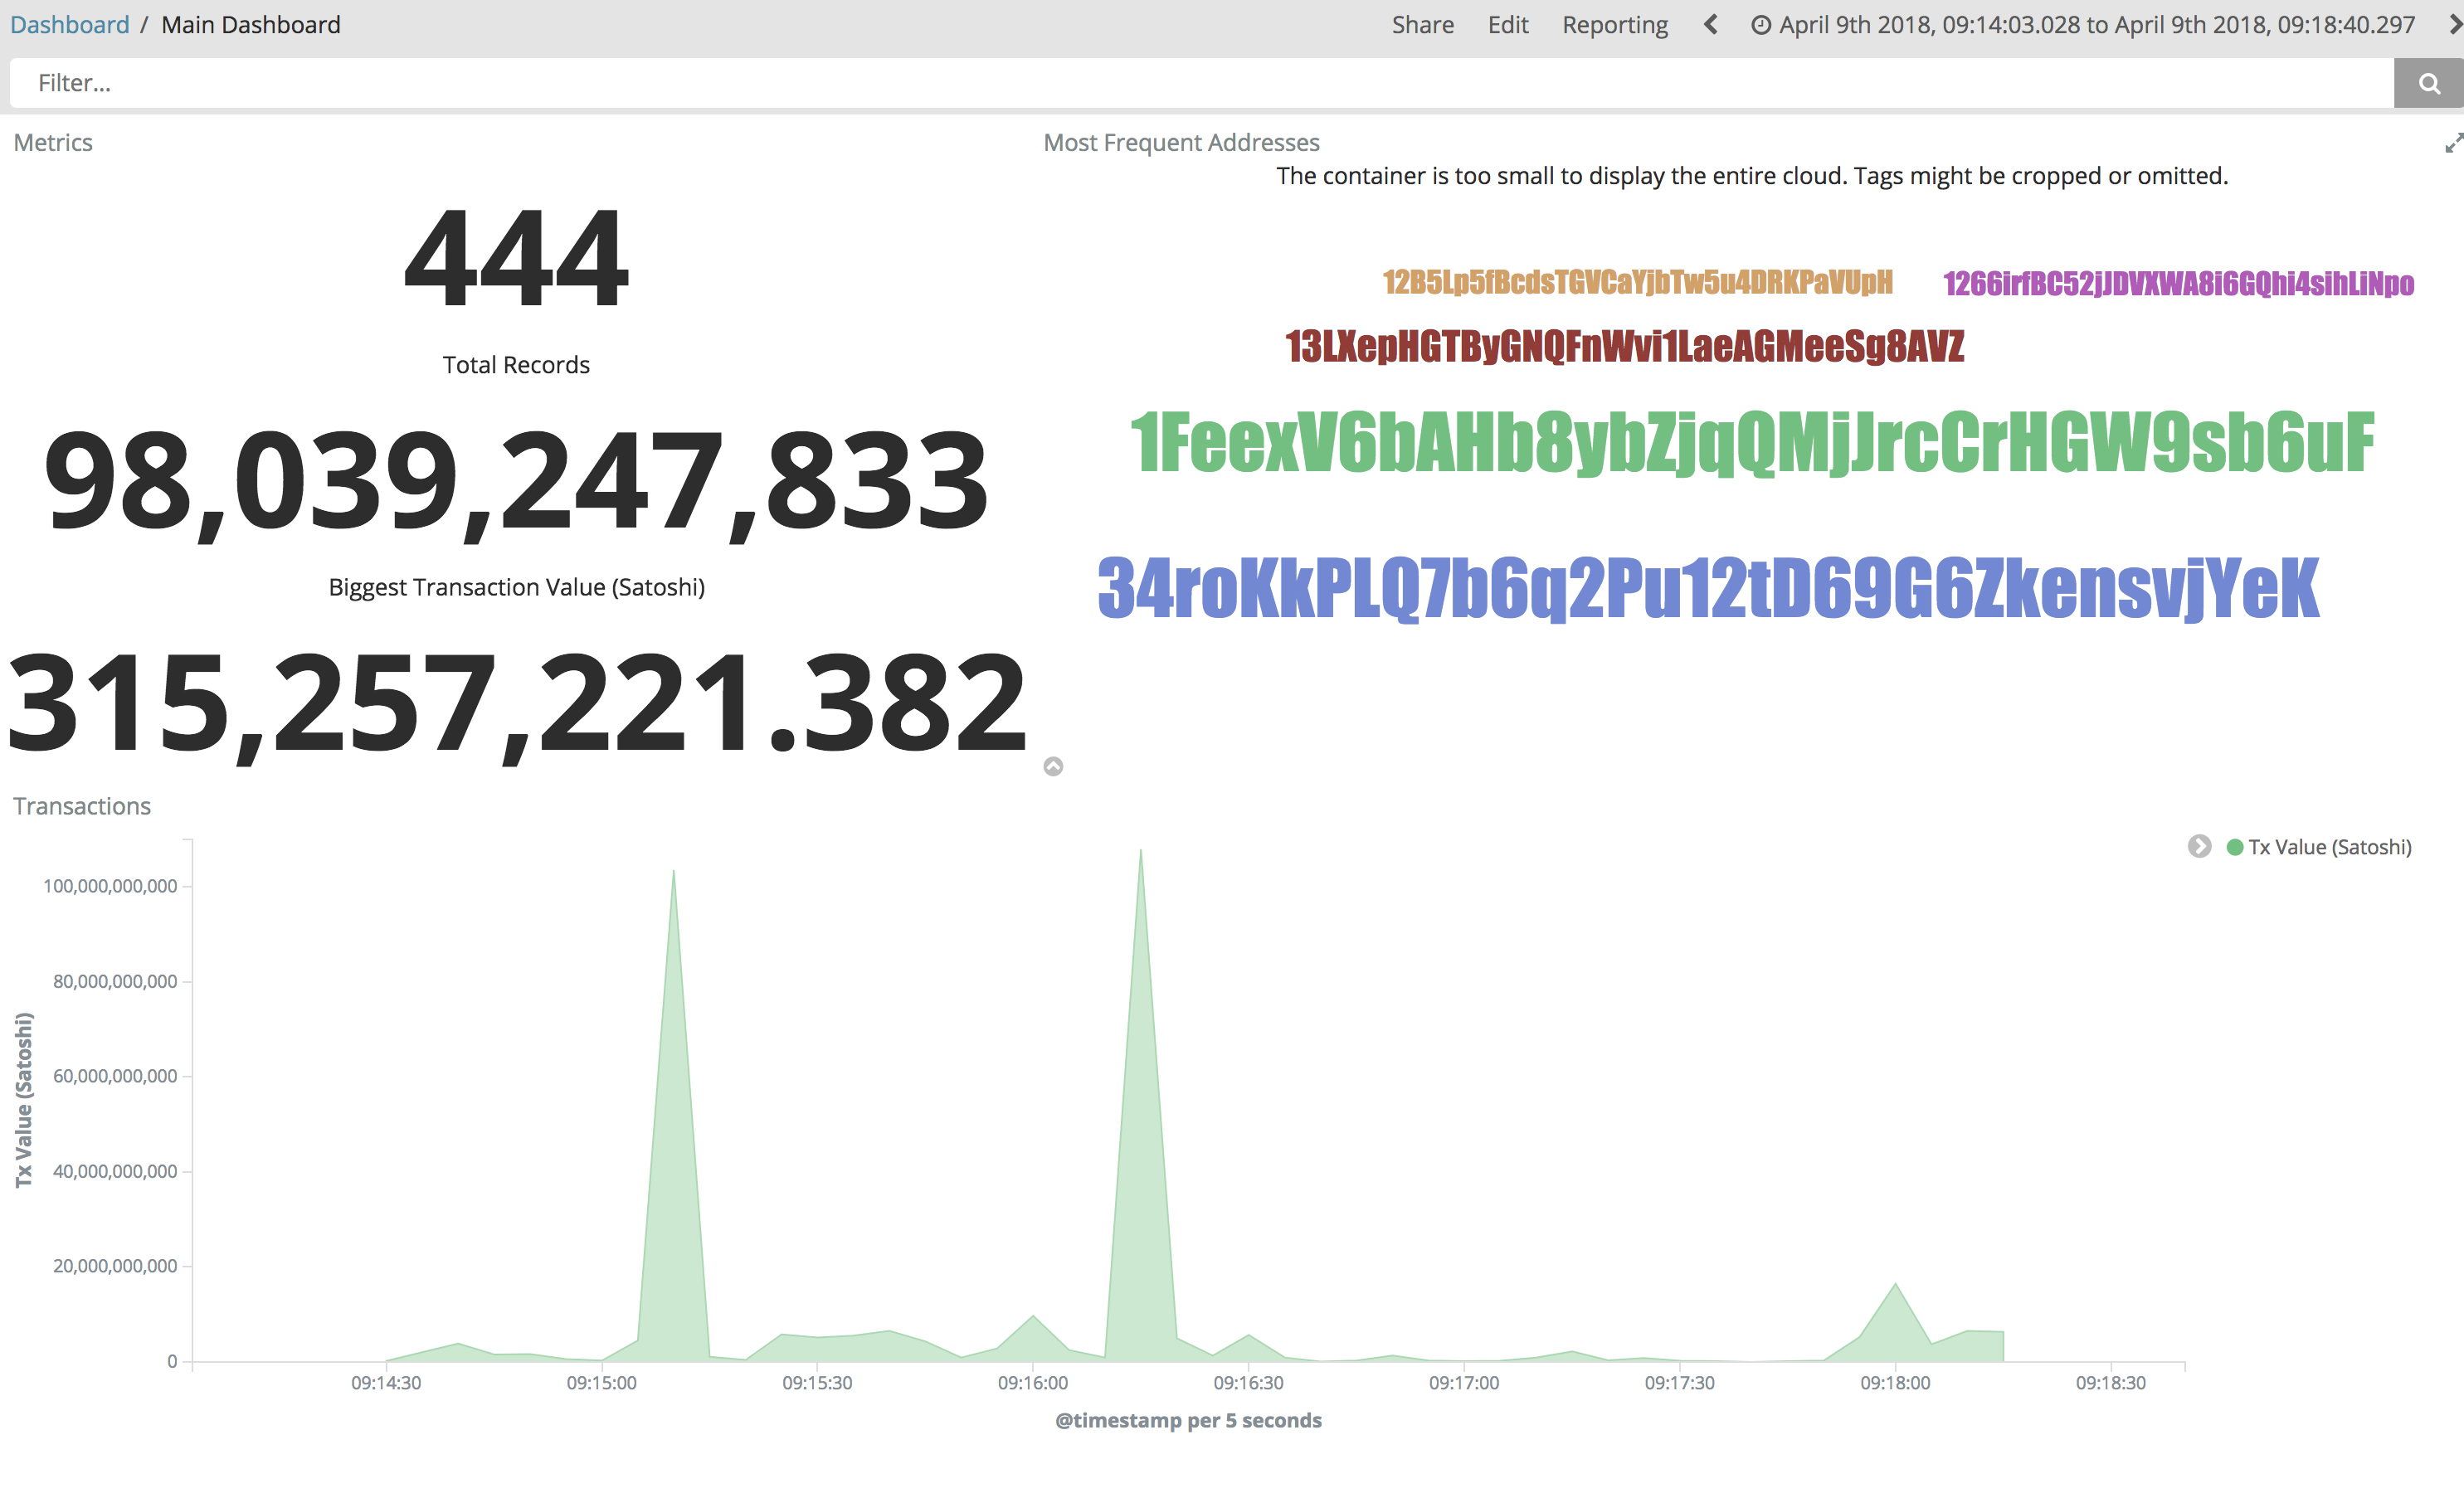 Dashboard / Main Dashboard Share Edit Reporting April 9th 2018, 09:14:03.028 to April 9th 2018, 09:18:40.297
Filter...
Metrics
444
Total Records
98,039,247,833
Biggest Transaction Value (Satoshi)
315,257,221.382
Most Frequent Addresses
The container is too small to display the entire cloud. Tags might be cropped or omitted.
12B5Lp5fBcdsTGVCaYjbTw5u4DRKPaVUpH 1266irfBC52jJDVXWA8i6GQhi4sihLiNpo
13LXepHGTByGNQFnWvi1LaeAGMeeSg8AVZ
1FeexV6bAHb8ybZjqQMjJrcCrHGW9sb6uF
34roKkPLQ7b6q2Pu12tD69G6ZkensvjYeK
Transactions
Tx Value (Satoshi)
Tx Value (Satoshi)
100,000,000,000
80,000,000,000
60,000,000,000
40,000,000,000
20,000,000,000
0
09:14:30 09:15:00 09:15:30 09:16:00 09:16:30 09:17:00 09:17:30 09:18:00 09:18:30
@timestamp per 5 seconds